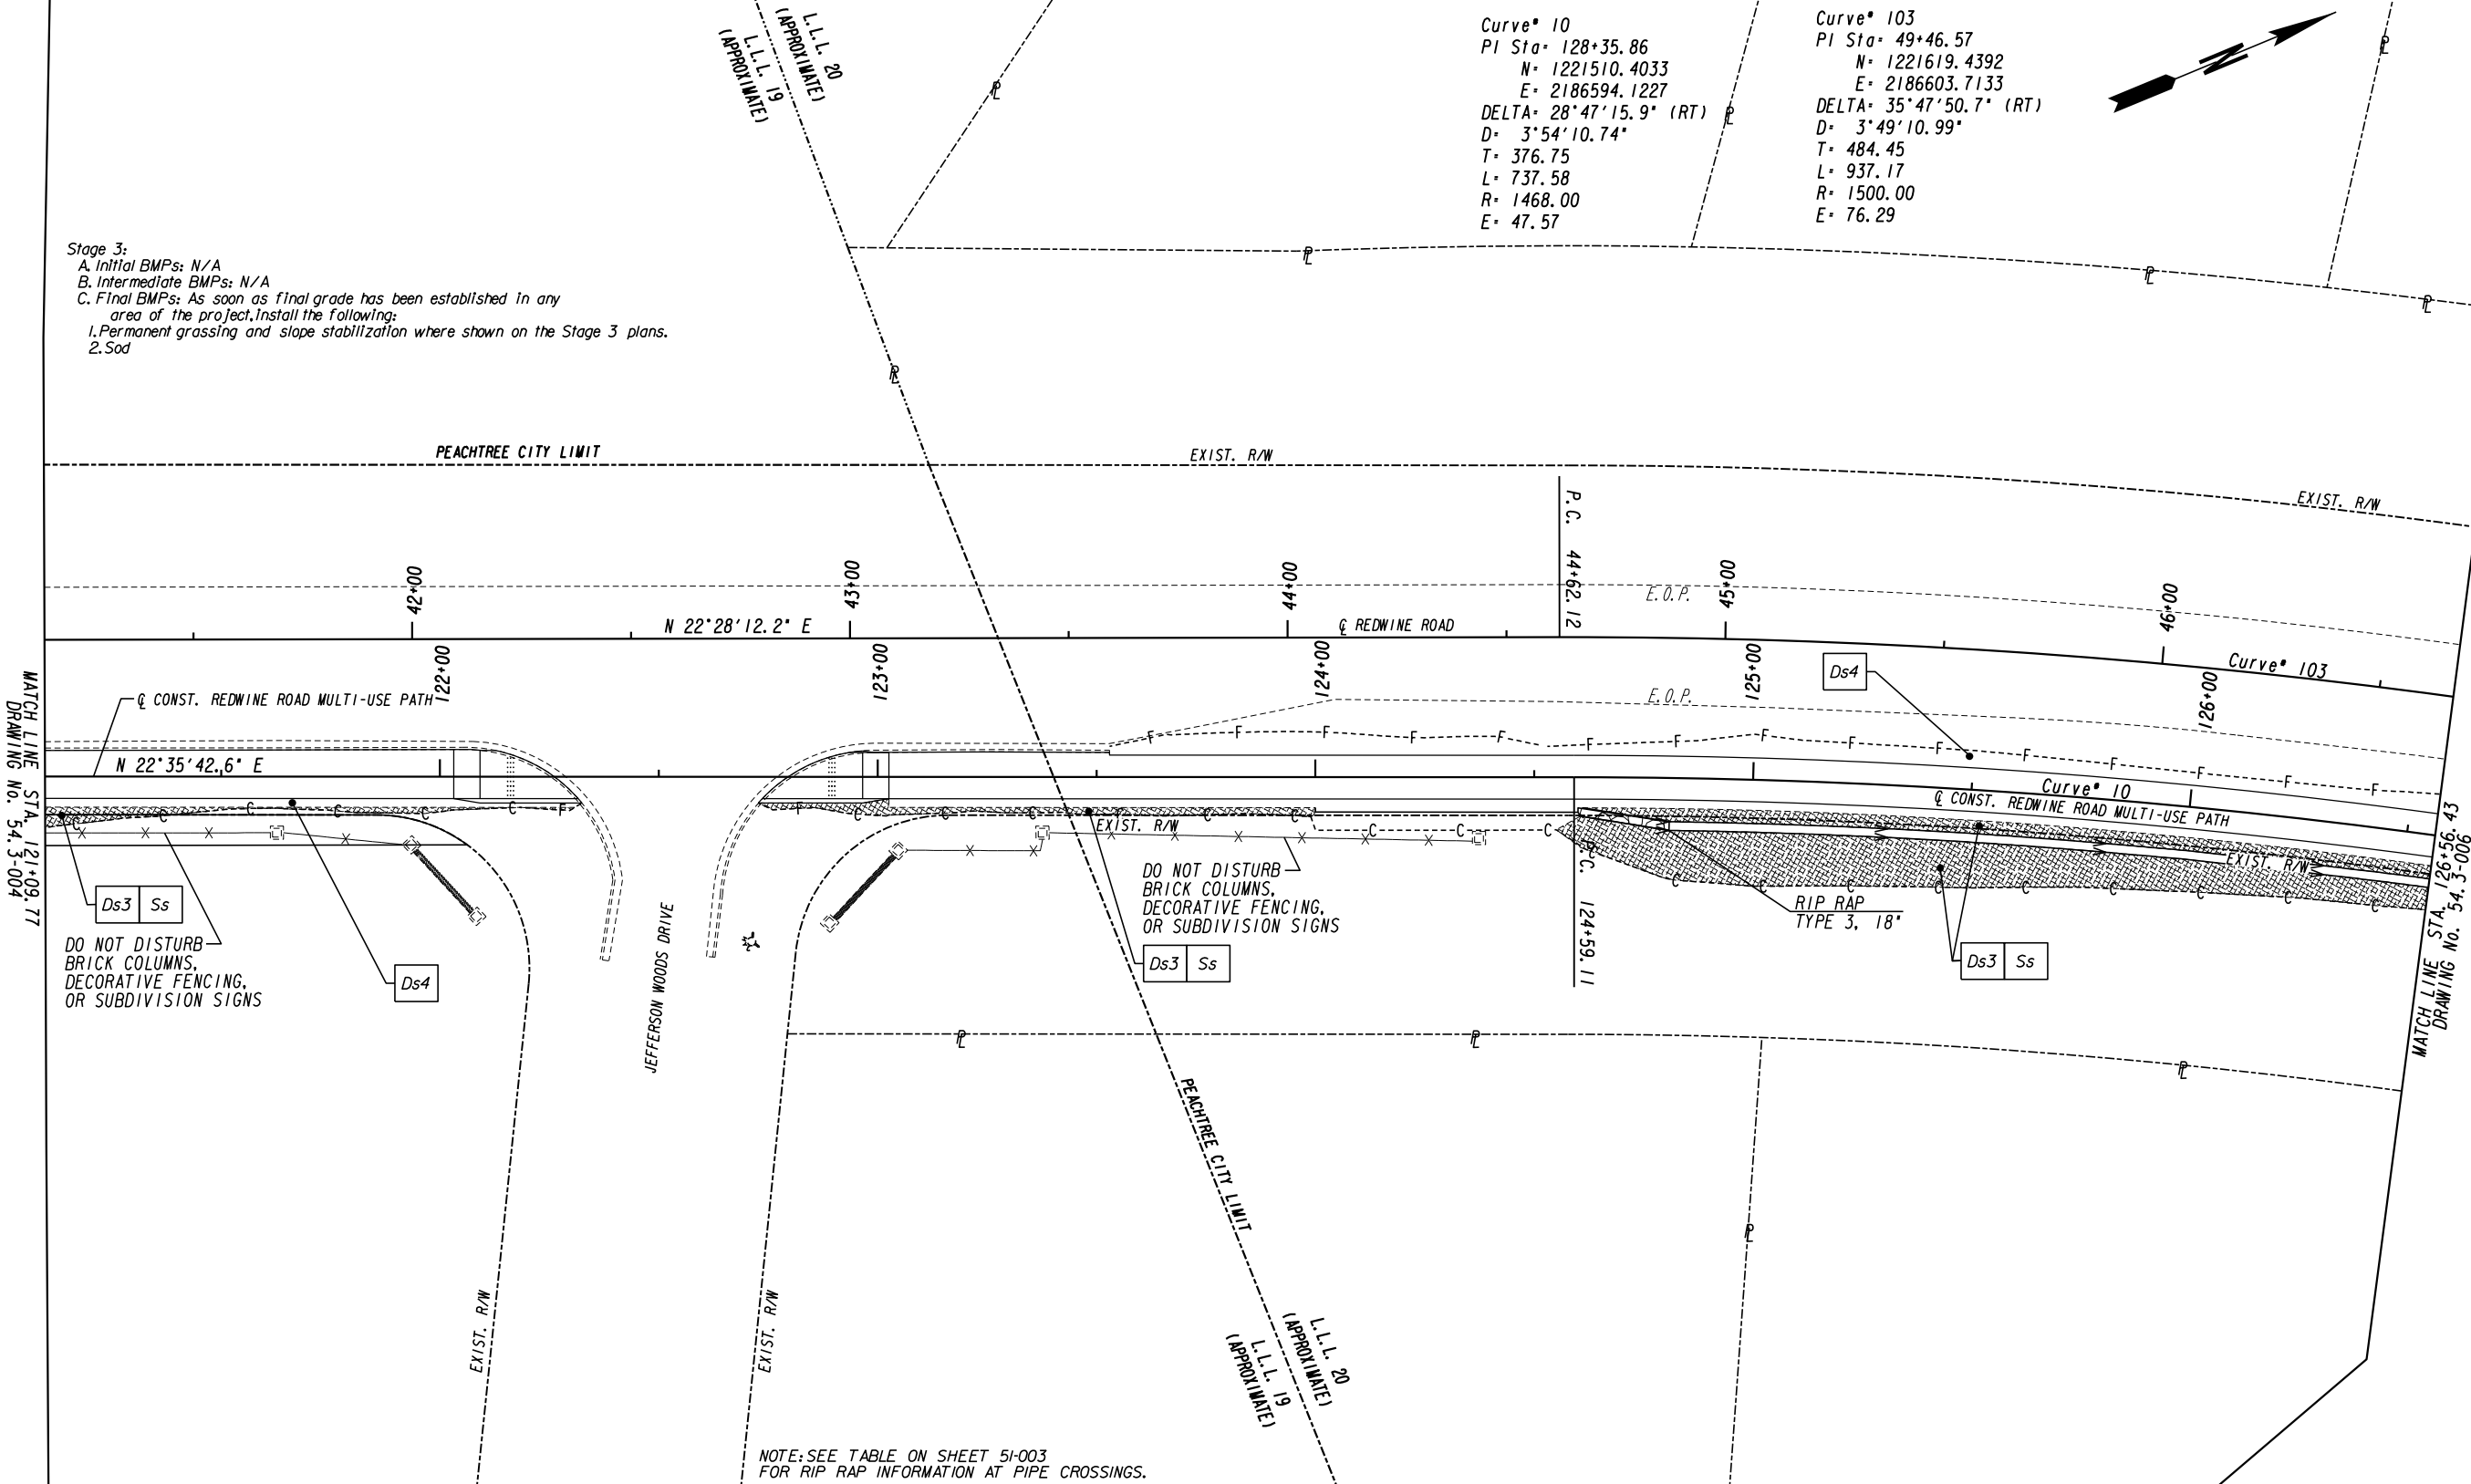 L.L.L. 20
(APPROXIMATE)
L.L.L. 19
(APPROXIMATE)
Curve# 10
PI Sta= 128+35.86
N= 1221510.4033
E= 2186594.1227
DELTA= 28°47'15.9" (RT)
D= 3°54'10.74"
T= 376.75
L= 737.58
R= 1468.00
E= 47.57
Curve# 103
PI Sta= 49+46.57
N= 1221619.4392
E= 2186603.7133
DELTA= 35°47'50.7" (RT)
D= 3°49'10.99"
T= 484.45
L= 937.17
R= 1500.00
E= 76.29
N
Stage 3:
A. Initial BMPs: N/A
B. Intermediate BMPs: N/A
C. Final BMPs: As soon as final grade has been established in any
area of the project, install the following:
1. Permanent grassing and slope stabilization where shown on the Stage 3 plans.
2. Sod
PEACHTREE CITY LIMIT
EXIST. R/W
EXIST. R/W
P.C. 44+62.12
42+00
43+00
44+00
45+00
46+00
E.O.P.
N 22°28'12.2" E
℄ REDWINE ROAD
Curve# 103
122+00
123+00
124+00
125+00
126+00
Ds4
℄ CONST. REDWINE ROAD MULTI-USE PATH
E.O.P.
N 22°35'42.6" E
Curve# 10
℄ CONST. REDWINE ROAD MULTI-USE PATH
EXIST. R/W
EXIST. R/W
MATCH LINE STA. 121+09.77
DRAWING No. 54.3-004
MATCH LINE STA. 126+56.43
DRAWING No. 54.3-006
Ds3 Ss
DO NOT DISTURB
BRICK COLUMNS,
DECORATIVE FENCING,
OR SUBDIVISION SIGNS
Ds4
JEFFERSON WOODS DRIVE
DO NOT DISTURB
BRICK COLUMNS,
DECORATIVE FENCING,
OR SUBDIVISION SIGNS
Ds3 Ss
P.C. 124+59.11
RIP RAP
TYPE 3, 18"
Ds3 Ss
PEACHTREE CITY LIMIT
EXIST. R/W
EXIST. R/W
L.L.L. 20
(APPROXIMATE)
L.L.L. 19
(APPROXIMATE)
NOTE: SEE TABLE ON SHEET 51-003
FOR RIP RAP INFORMATION AT PIPE CROSSINGS.